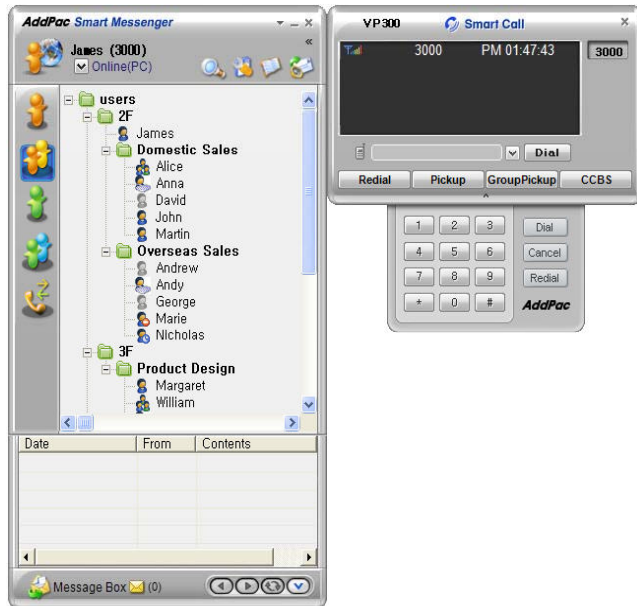 AddPac Smart Messenger
James (3000)
Online(PC)
users
2F
James
Domestic Sales
Alice
Anna
David
John
Martin
Overseas Sales
Andrew
Andy
George
Marie
Nicholas
3F
Product Design
Margaret
William
Date From Contents
Message Box (0)
VP300 Smart Call
3000 PM 01:47:43 3000
Dial
Redial Pickup GroupPickup CCBS
1 2 3 Dial
4 5 6 Cancel
7 8 9 Redial
* 0 # AddPac